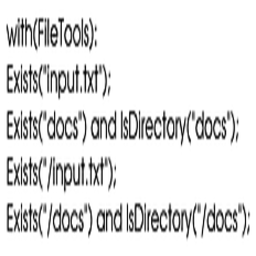 with(FileTools):
Exists("input.txt");
Exists("docs") and IsDirectory("docs");
Exists("/input.txt");
Exists("/docs") and IsDirectory("/docs");